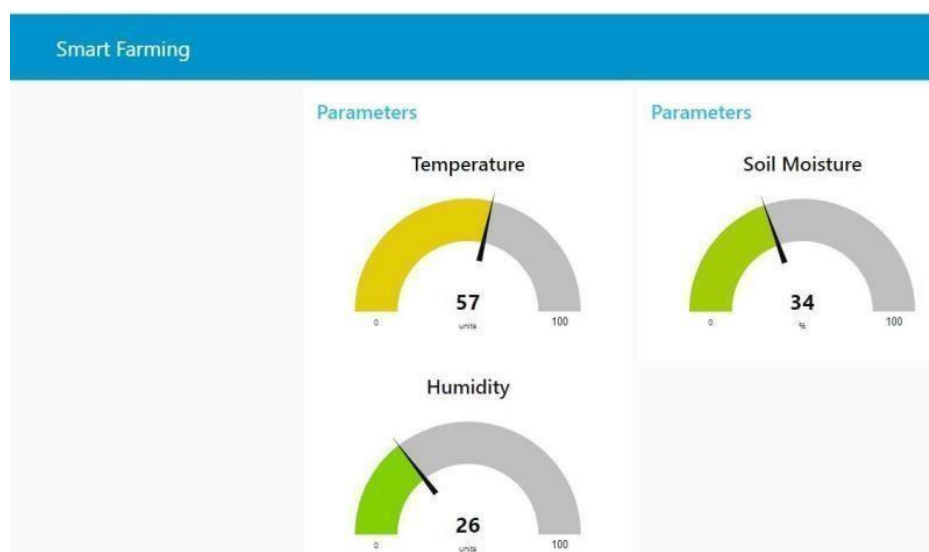 Smart Farming
Parameters
Temperature
57
units
0
100
Humidity
26
units
0
100
Parameters
Soil Moisture
34
%
0
100